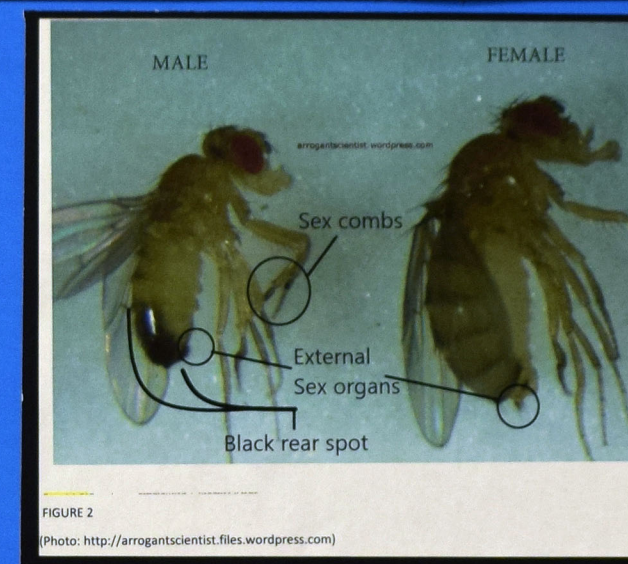 MALE
FEMALE
arrogantscientist.wordpress.com
Sex combs
External
Sex organs
Black rear spot
FIGURE 2
(Photo: http://arrogantscientist.files.wordpress.com)